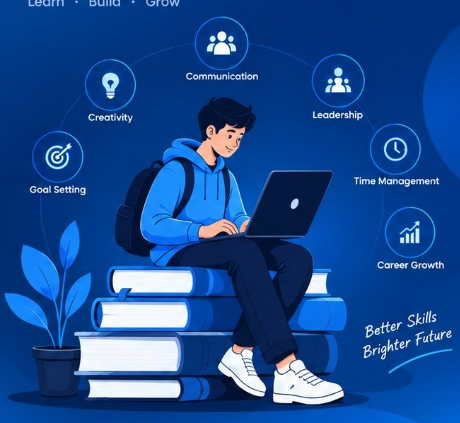 Learn · Build · Grow
Communication
Creativity
Leadership
Goal Setting
Time Management
Career Growth
Better Skills
Brighter Future